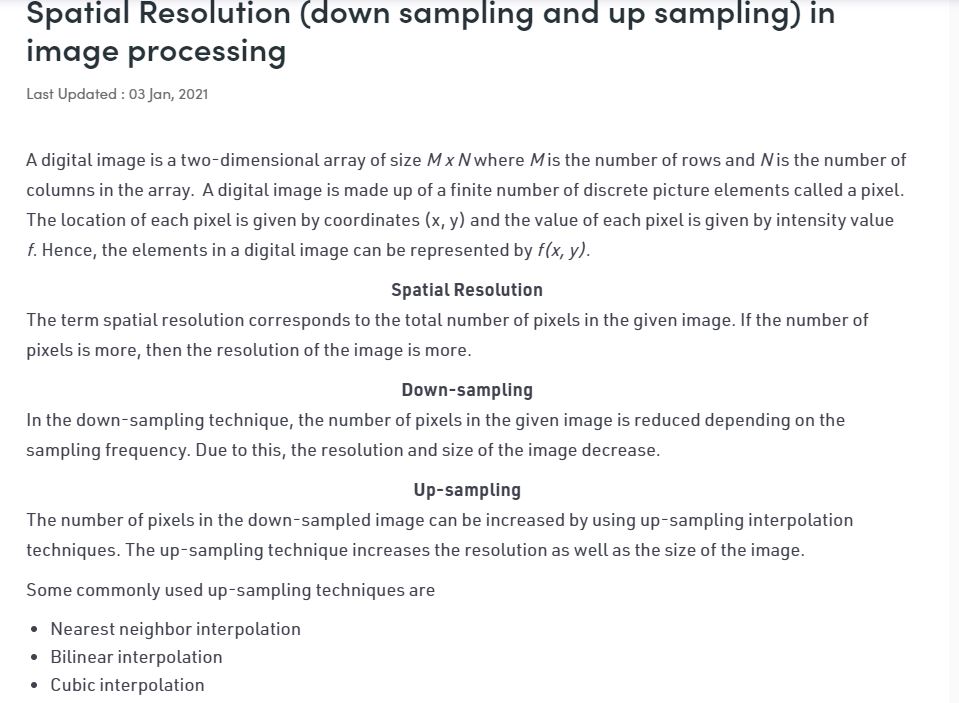 Spatial Resolution (down sampling and up sampling) in
image processing
Last Updated : 03 Jan, 2021
A digital image is a two-dimensional array of size M x N where M is the number of rows and N is the number of
columns in the array.  A digital image is made up of a finite number of discrete picture elements called a pixel.
The location of each pixel is given by coordinates (x, y) and the value of each pixel is given by intensity value
f. Hence, the elements in a digital image can be represented by f(x, y).
Spatial Resolution
The term spatial resolution corresponds to the total number of pixels in the given image. If the number of
pixels is more, then the resolution of the image is more.
Down-sampling
In the down-sampling technique, the number of pixels in the given image is reduced depending on the
sampling frequency. Due to this, the resolution and size of the image decrease.
Up-sampling
The number of pixels in the down-sampled image can be increased by using up-sampling interpolation
techniques. The up-sampling technique increases the resolution as well as the size of the image.
Some commonly used up-sampling techniques are
• Nearest neighbor interpolation
• Bilinear interpolation
• Cubic interpolation